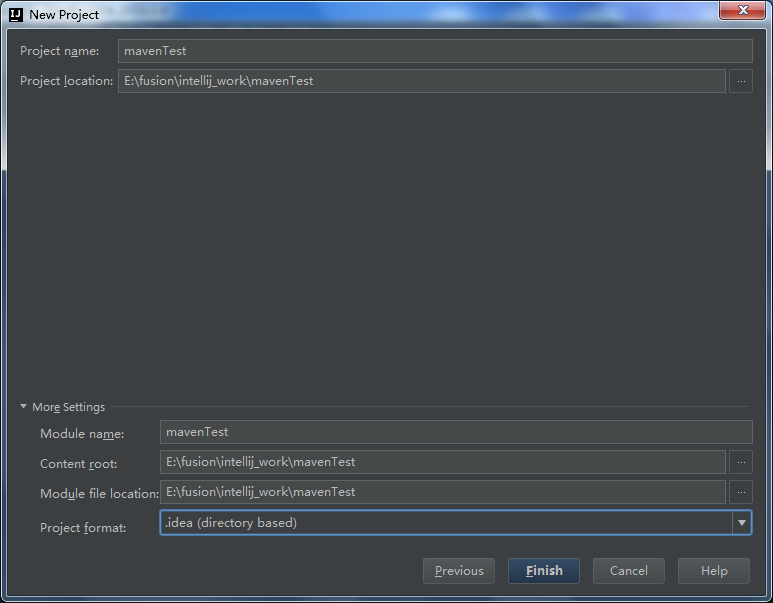 New Project
Project name: mavenTest
Project location: E:\fusion\intellij_work\mavenTest ...
More Settings
Module name: mavenTest
Content root: E:\fusion\intellij_work\mavenTest ...
Module file location: E:\fusion\intellij_work\mavenTest ...
Project format: .idea (directory based)
Previous Finish Cancel Help